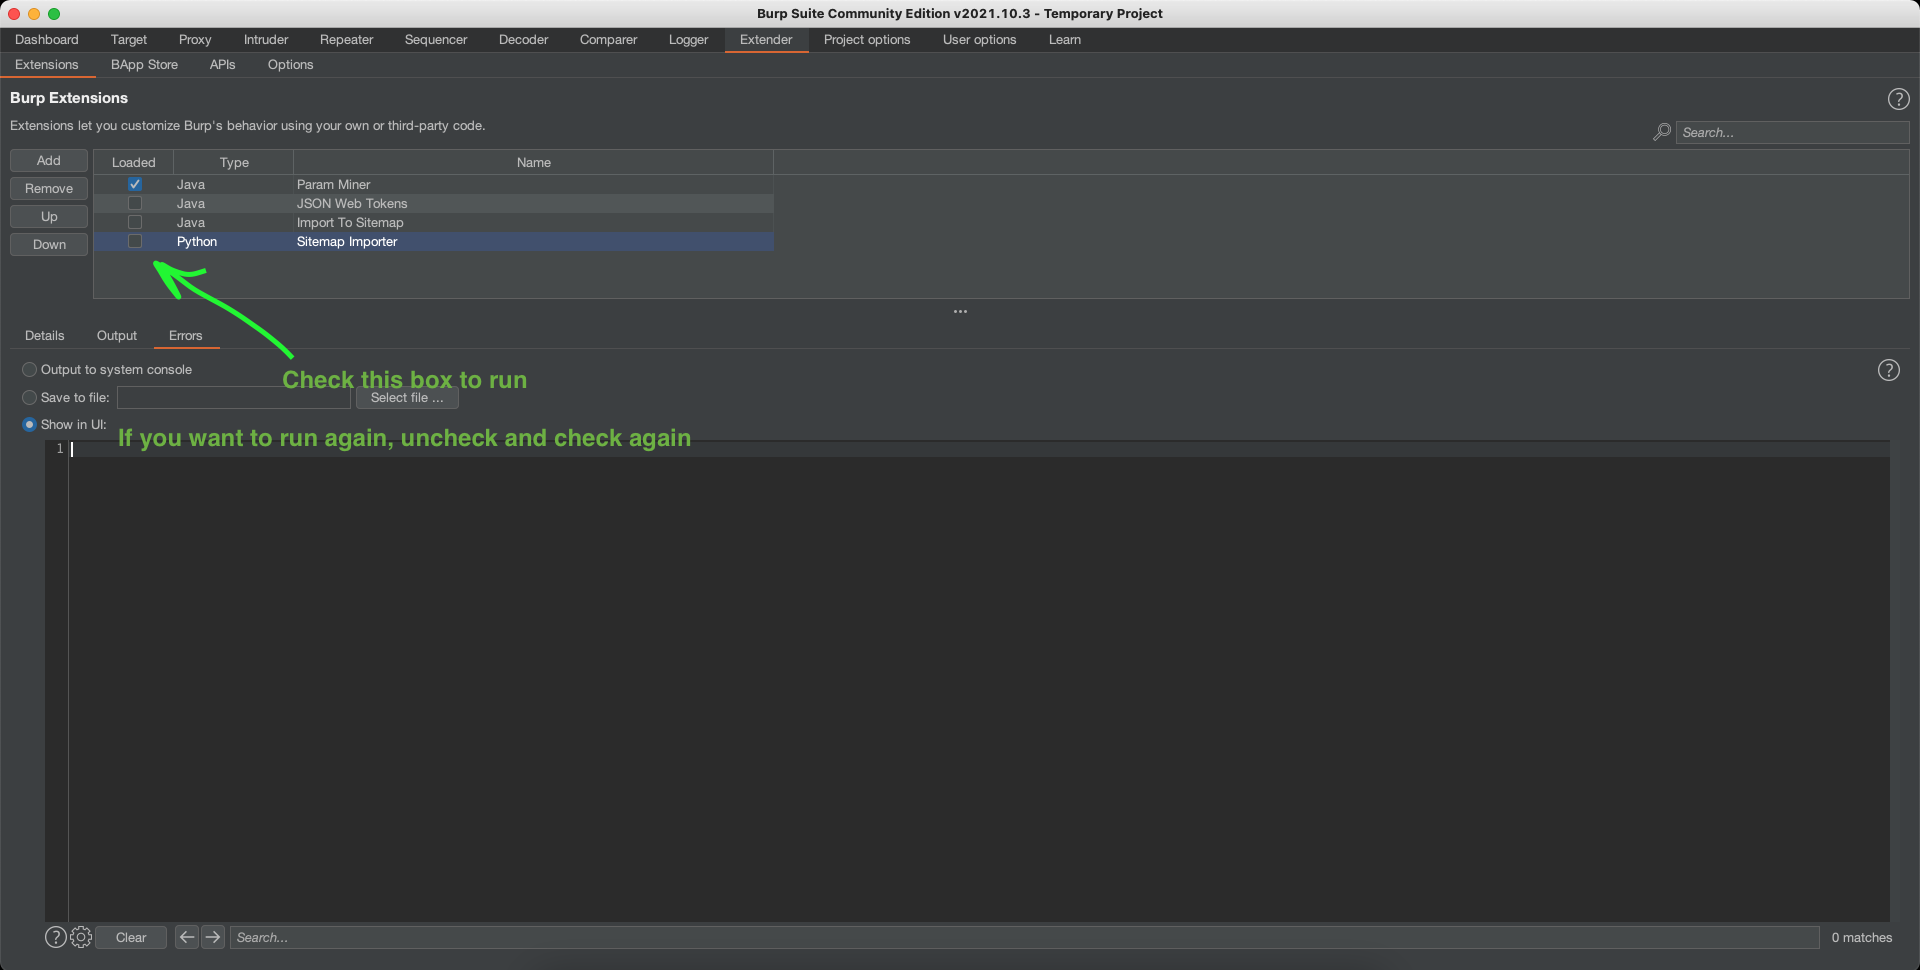 Burp Suite Community Edition v2021.10.3 - Temporary Project
Dashboard Target Proxy Intruder Repeater Sequencer Decoder Comparer Logger Extender Project options User options Learn
Extensions BApp Store APIs Options
Burp Extensions
?
Extensions let you customize Burp's behavior using your own or third-party code.
Search...
Add
Remove
Up
Down
Loaded Type Name
Java Param Miner
Java JSON Web Tokens
Java Import To Sitemap
Python Sitemap Importer
Details Output Errors
Output to system console
?
Check this box to run
Save to file: Select file ...
Show in UI:
If you want to run again, uncheck and check again
1
? Clear Search... 0 matches